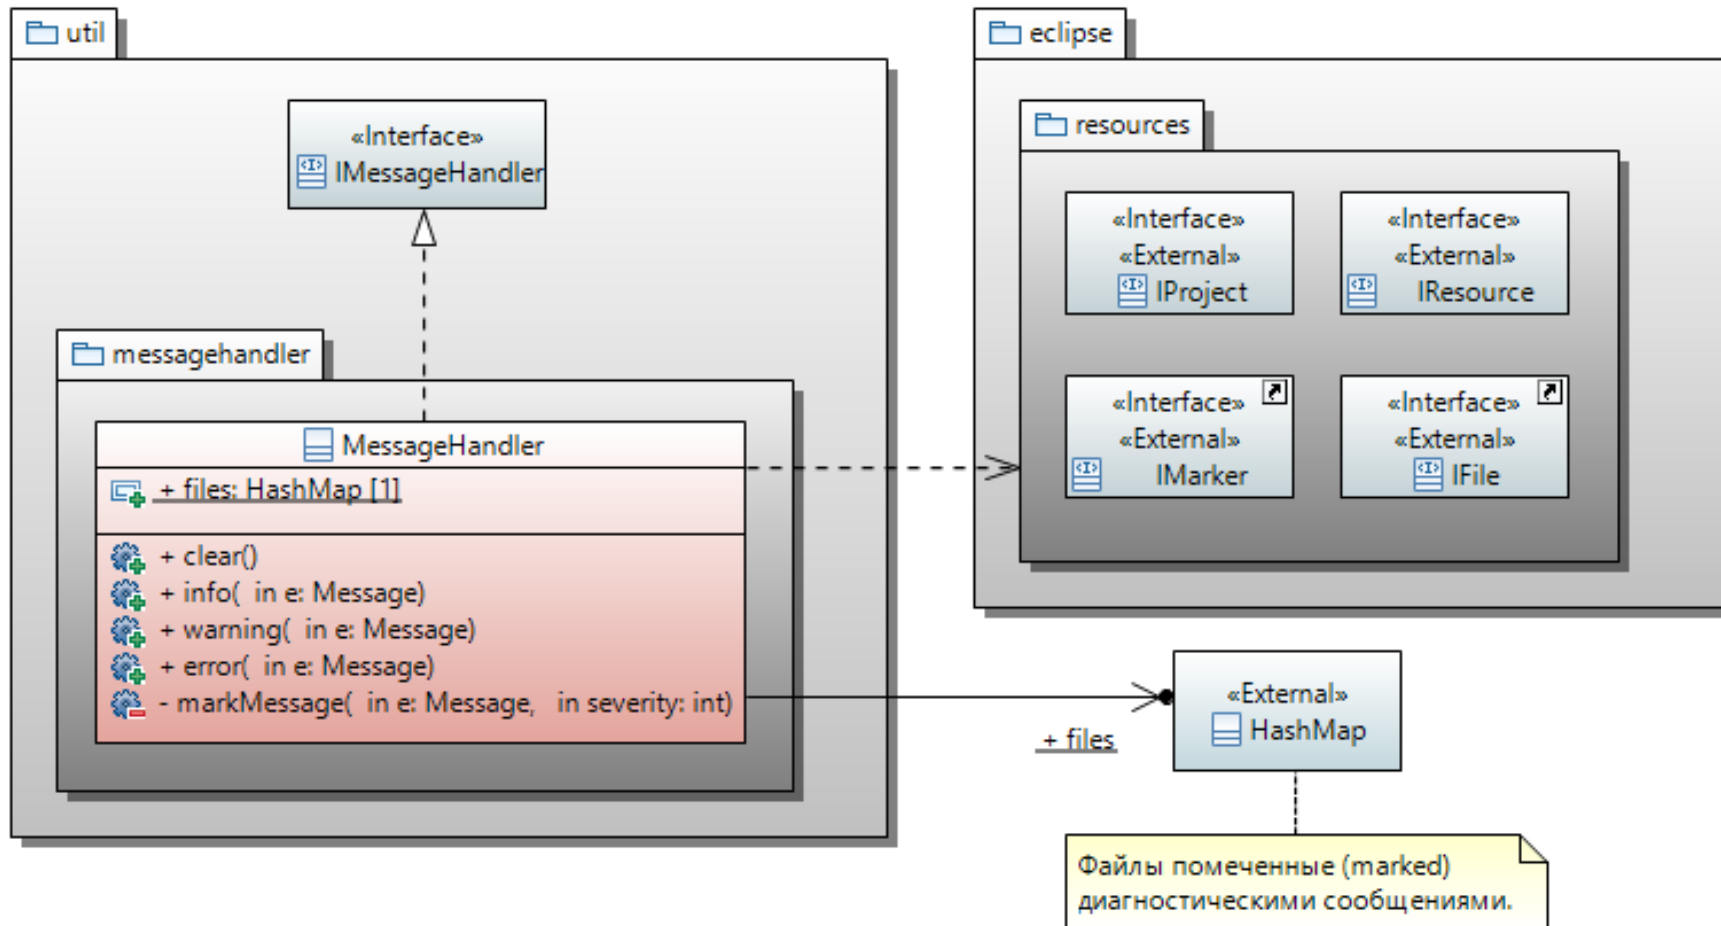 util
«Interface»
IMessageHandler
messagehandler
MessageHandler
+ files: HashMap [1]
+ clear()
+ info( in e: Message)
+ warning( in e: Message)
+ error( in e: Message)
- markMessage( in e: Message, in severity: int)
eclipse
resources
«Interface»
«External»
IProject
«Interface»
«External»
IResource
«Interface»
«External»
IMarker
«Interface»
«External»
IFile
+ files
«External»
HashMap
Файлы помеченные (marked)
диагностическими сообщениями.